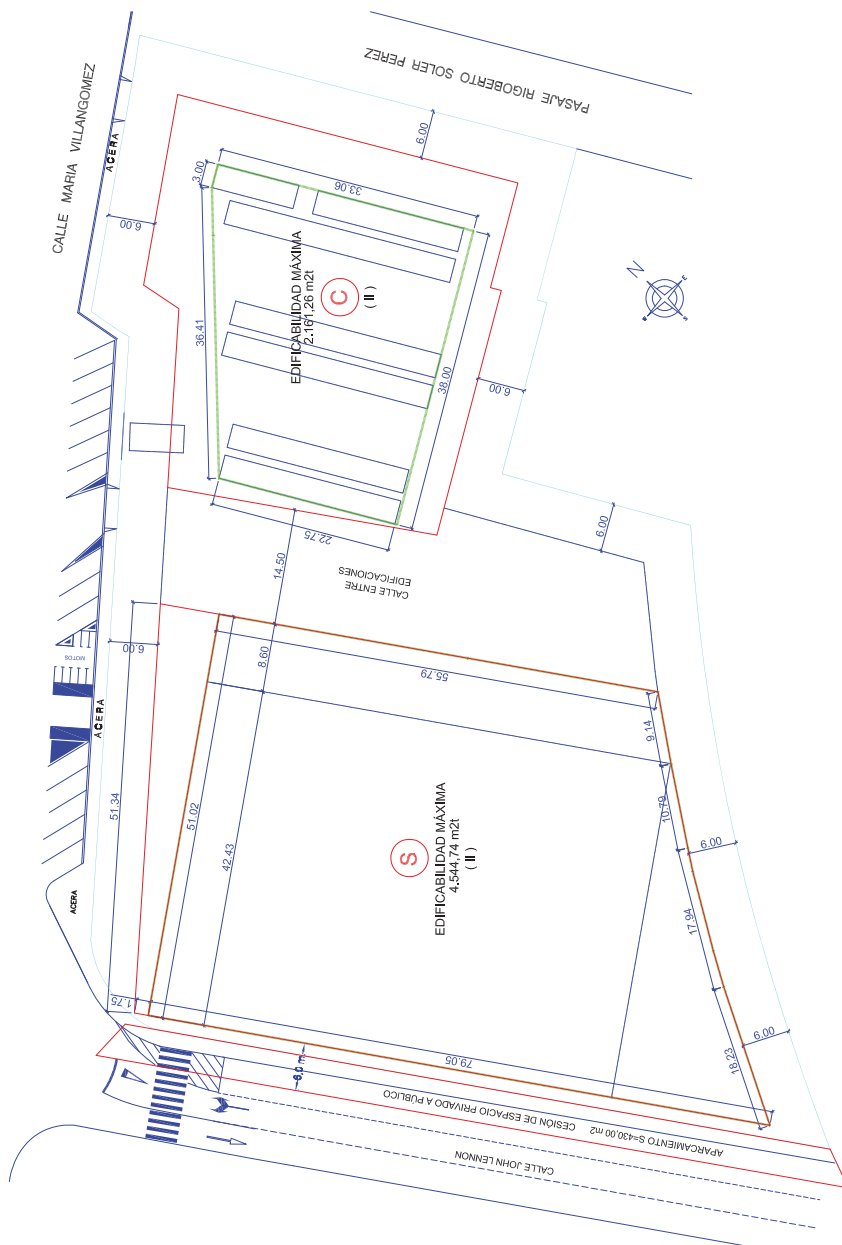 PASAJE RIGOBERTO SOLER PEREZ
CALLE MARIA VILLANGOMEZ
ACERA
6.00
6.00
3.00
33.06
36.41
EDIFICABILIDAD MÁXIMA
2.161,26 m2t
( II )
C
N
38.00
6.00
22.75
14.50
6.00
CALLE ENTRE
EDIFICACIONES
MOTOS
6.00
8.60
55.79
ACERA
9.14
51.34
51.02
10.79
42.43
S
EDIFICABILIDAD MÁXIMA
4.544,74 m2t
( II )
6.00
ACERA
17.94
1.75
6.00
18.23
79.05
6.0 m.
CESIÓN DE ESPACIO PRIVADO A PÚBLICO
APARCAMIENTO S=430,00 m2
CALLE JOHN LENNON